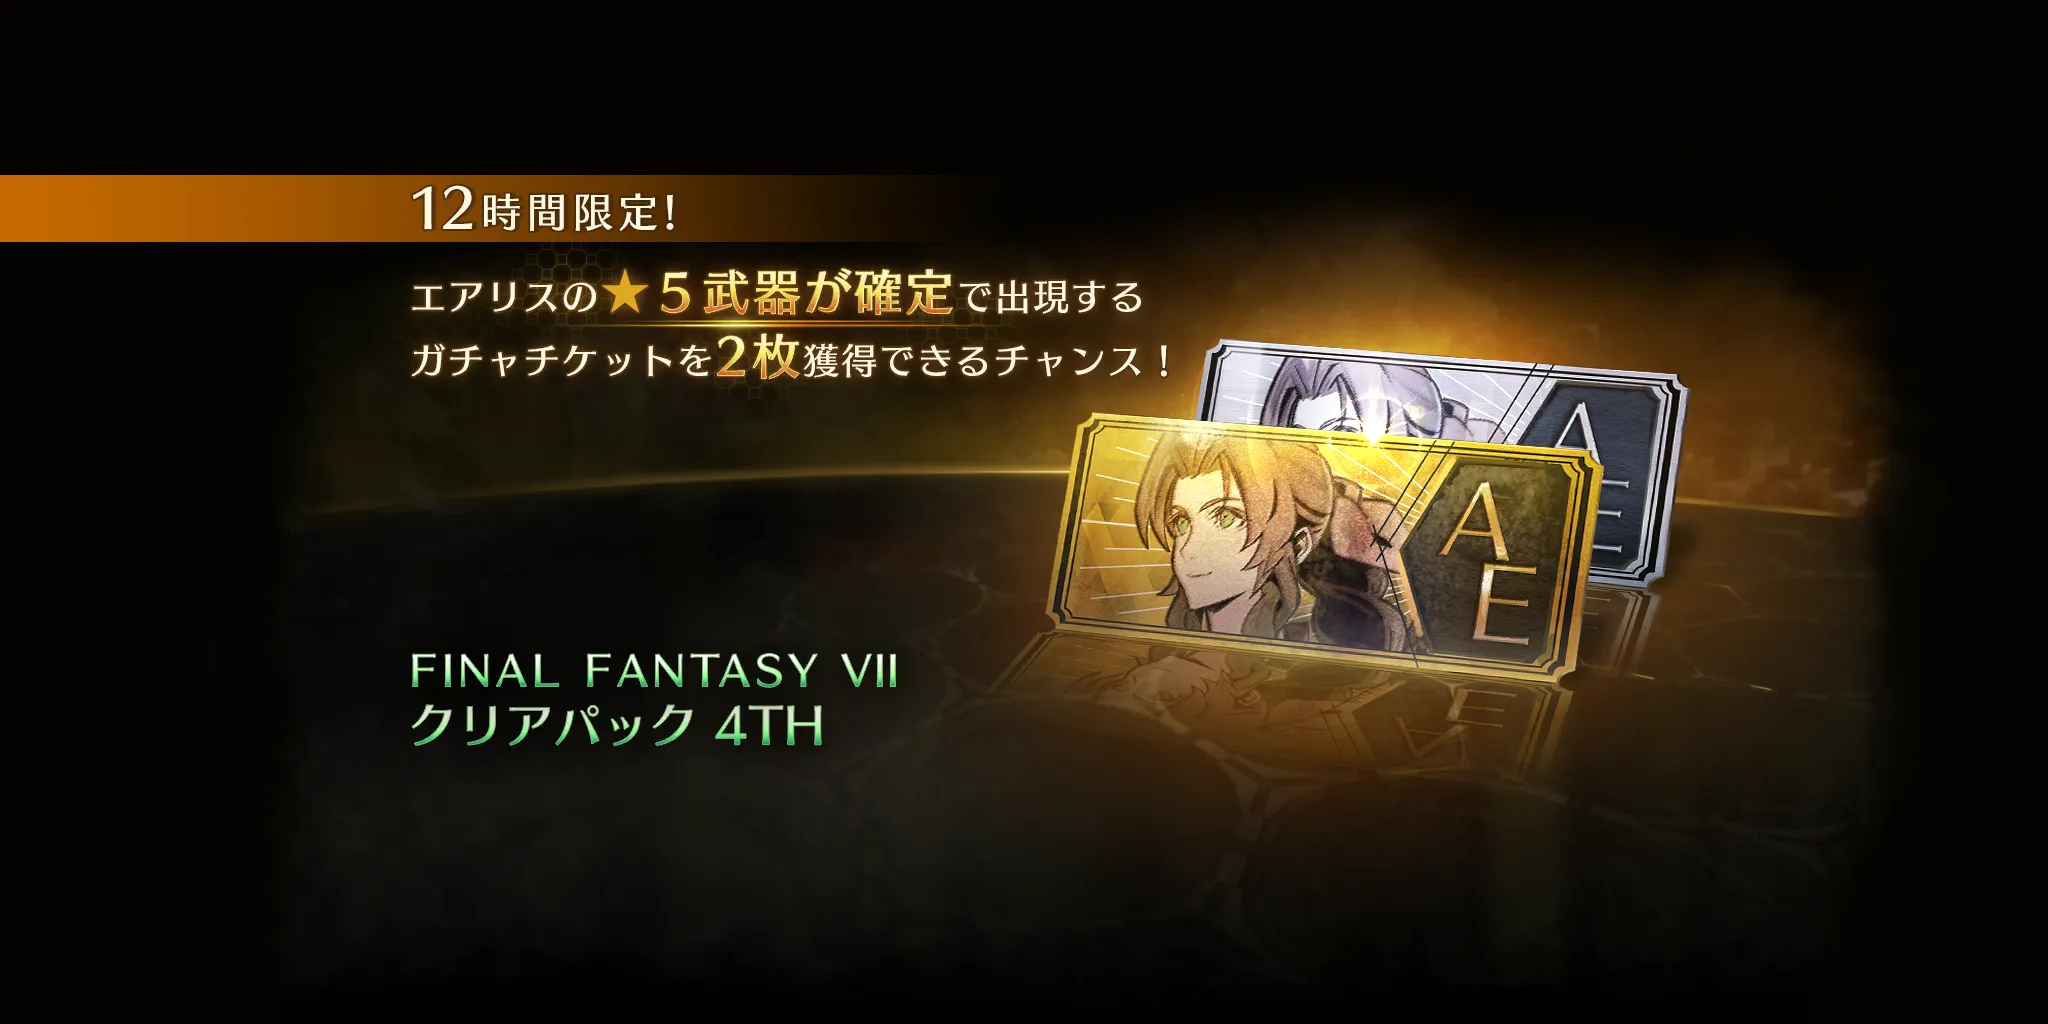 12時間限定!
エアリスの★5武器が確定で出現する
ガチャチケットを2枚獲得できるチャンス!
A
E
A
E
FINAL FANTASY VII
クリアパック 4TH